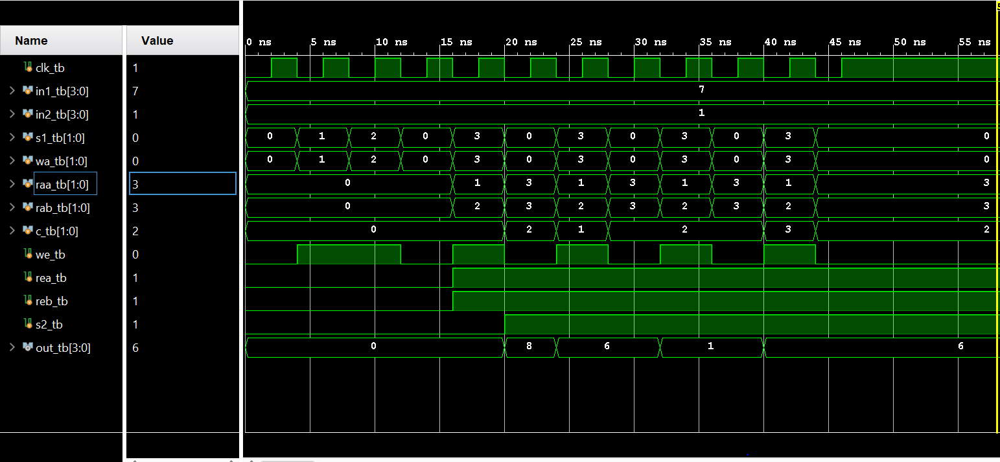 Name Value
0 ns 5 ns 10 ns 15 ns 20 ns 25 ns 30 ns 35 ns 40 ns 45 ns 50 ns 55 ns
clk_tb 1
in1_tb[3:0] 7 7
in2_tb[3:0] 1 1
s1_tb[1:0] 0 0 1 2 0 3 0 3 0 3 0 3 0
wa_tb[1:0] 0 0 1 2 0 3 0 3 0 3 0 3 0
raa_tb[1:0] 3 0 1 3 1 3 1 3 1 3
rab_tb[1:0] 3 0 2 3 2 3 2 3 2 3
c_tb[1:0] 2 0 2 1 2 3 2
we_tb 0
rea_tb 1
reb_tb 1
s2_tb 1
out_tb[3:0] 6 0 8 6 1 6